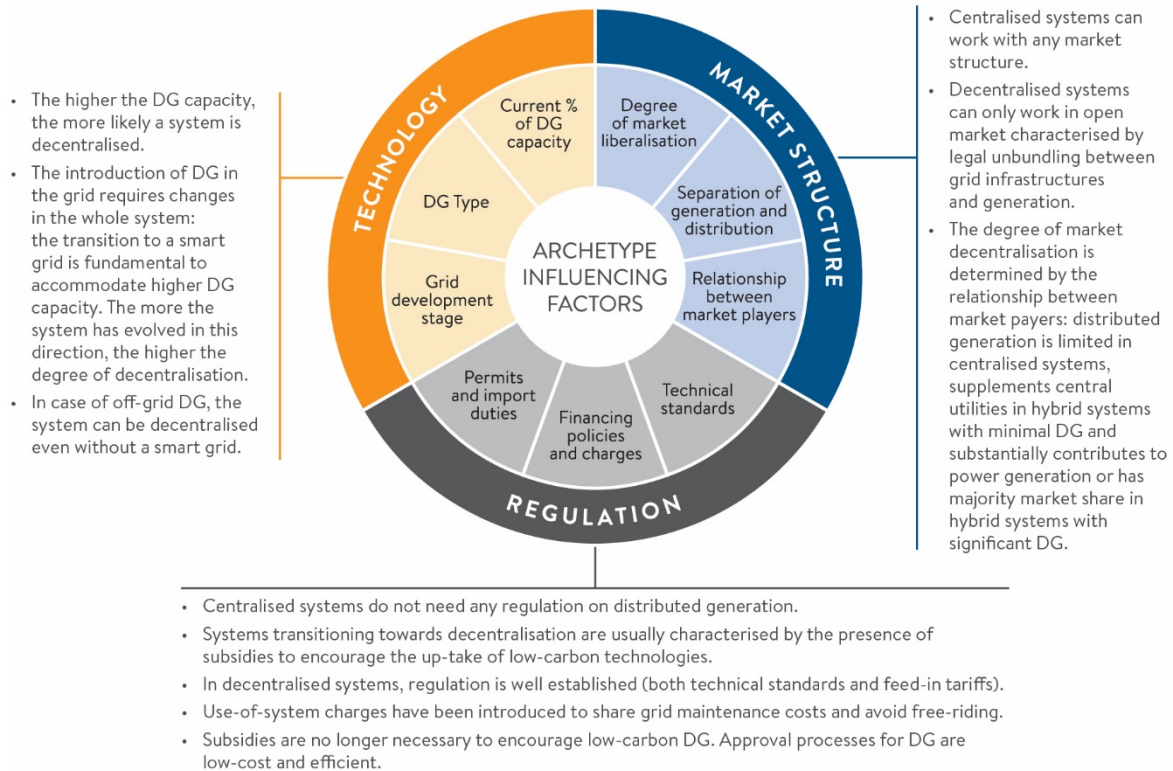 • The higher the DG capacity,
the more likely a system is
decentralised.
• The introduction of DG in
the grid requires changes
in the whole system:
the transition to a smart
grid is fundamental to
accommodate higher DG
capacity. The more the
system has evolved in this
direction, the higher the
degree of decentralisation.
• In case of off-grid DG, the
system can be decentralised
even without a smart grid.
TECHNOLOGY
Current %
of DG
capacity
DG Type
Grid
development
stage
ARCHETYPE
INFLUENCING
FACTORS
MARKET STRUCTURE
Degree
of market
liberalisation
Separation of
generation and
distribution
Relationship
between
market players
Permits
and import
duties
Financing
policies
and charges
Technical
standards
REGULATION
• Centralised systems can
work with any market
structure.
• Decentralised systems
can only work in open
market characterised by
legal unbundling between
grid infrastructures
and generation.
• The degree of market
decentralisation is
determined by the
relationship between
market payers: distributed
generation is limited in
centralised systems,
supplements central
utilities in hybrid systems
with minimal DG and
substantially contributes to
power generation or has
majority market share in
hybrid systems with
significant DG.
• Centralised systems do not need any regulation on distributed generation.
• Systems transitioning towards decentralisation are usually characterised by the presence of
subsidies to encourage the up-take of low-carbon technologies.
• In decentralised systems, regulation is well established (both technical standards and feed-in tariffs).
• Use-of-system charges have been introduced to share grid maintenance costs and avoid free-riding.
• Subsidies are no longer necessary to encourage low-carbon DG. Approval processes for DG are
low-cost and efficient.